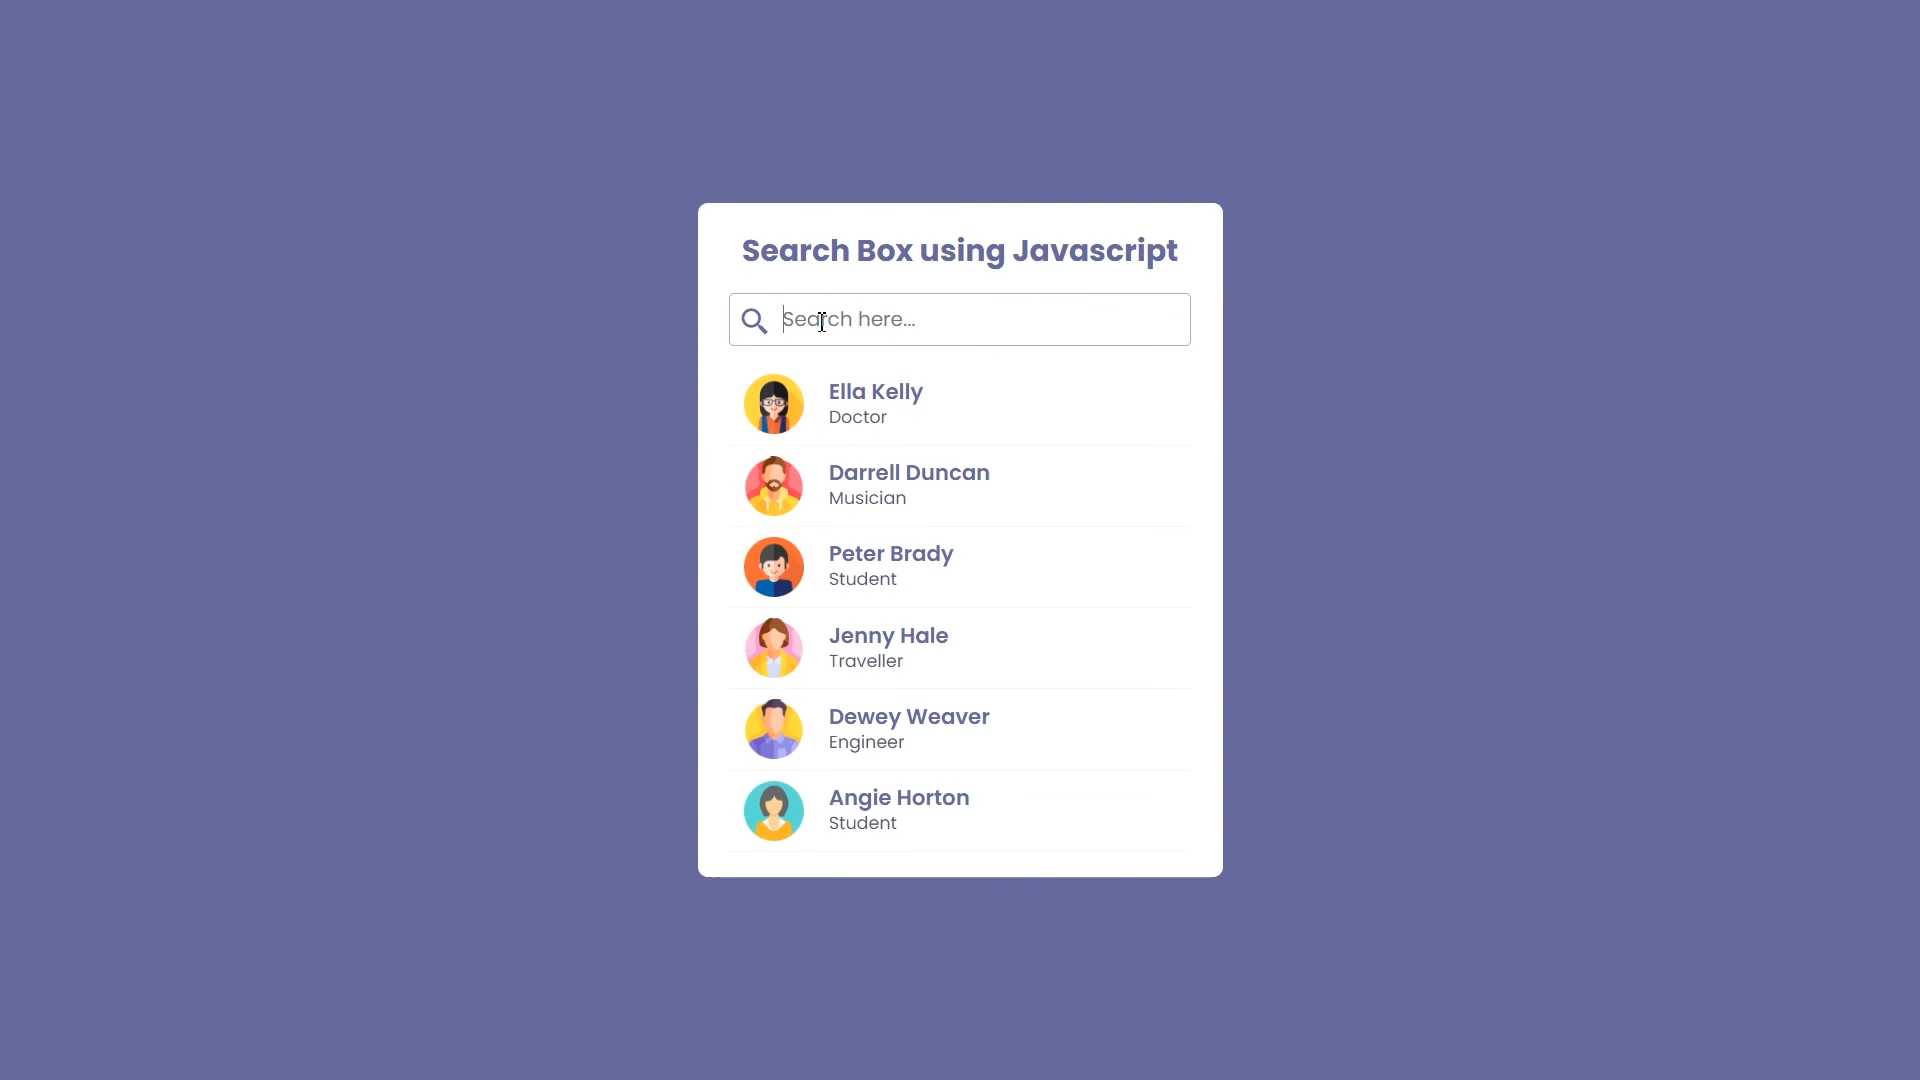 Search Box using Javascript
Search here...
Ella Kelly
Doctor
Darrell Duncan
Musician
Peter Brady
Student
Jenny Hale
Traveller
Dewey Weaver
Engineer
Angie Horton
Student